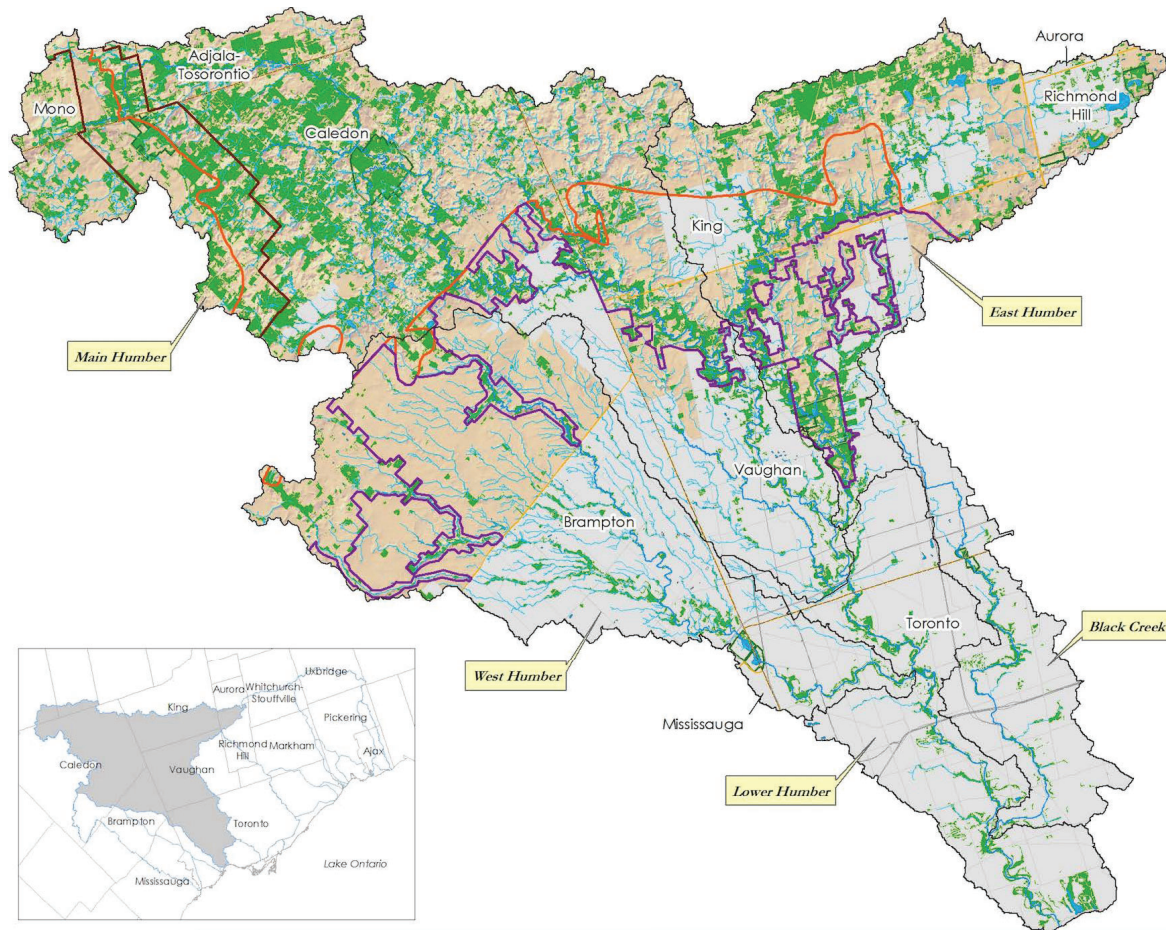 Aurora
Adjala-
Tosorontio
Mono
Richmond
Hill
Caledon
King
East Humber
Main Humber
Vaughan
Brampton
Toronto
Black Creek
West Humber
Mississauga
Lower Humber
Uxbridge
Aurora
Whitchurch-
Stouffville
King
Pickering
Richmond
Hill
Markham
Ajax
Caledon
Vaughan
Brampton
Toronto
Lake Ontario
Mississauga